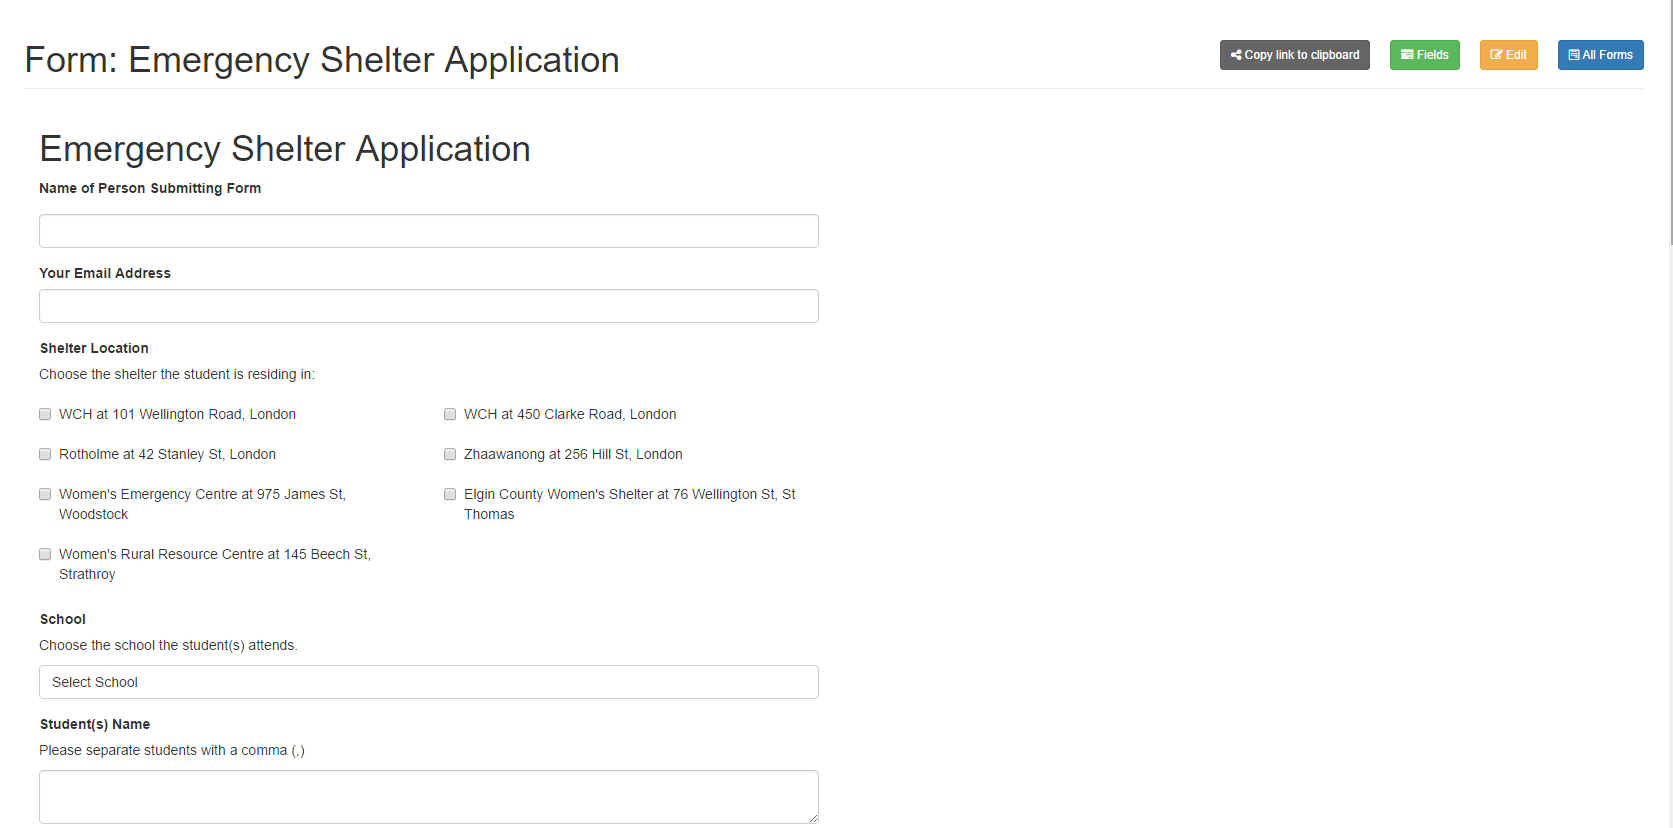 Form: Emergency Shelter Application
Copy link to clipboard
Fields
Edit
All Forms
Emergency Shelter Application
Name of Person Submitting Form
Your Email Address
Shelter Location
Choose the shelter the student is residing in:
WCH at 101 Wellington Road, London
WCH at 450 Clarke Road, London
Rotholme at 42 Stanley St, London
Zhaawanong at 256 Hill St, London
Women's Emergency Centre at 975 James St,
Woodstock
Elgin County Women's Shelter at 76 Wellington St, St
Thomas
Women's Rural Resource Centre at 145 Beech St,
Strathroy
School
Choose the school the student(s) attends.
Select School
Student(s) Name
Please separate students with a comma (,)